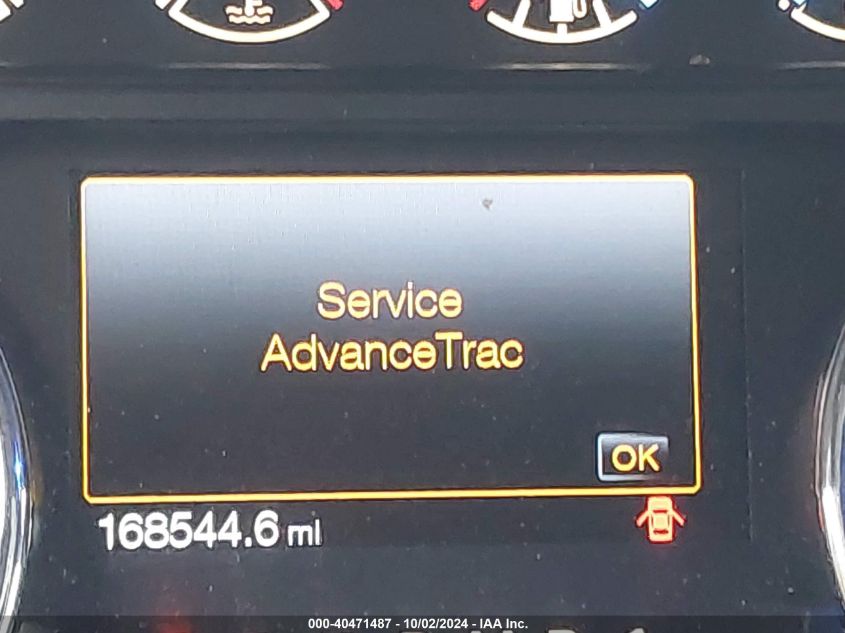 Service
AdvanceTrac
OK
168544.6 mi
000-40471487 - 10/02/2024 - IAA Inc.